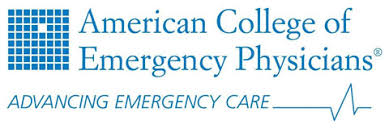 American College of
Emergency Physicians®
ADVANCING EMERGENCY CARE